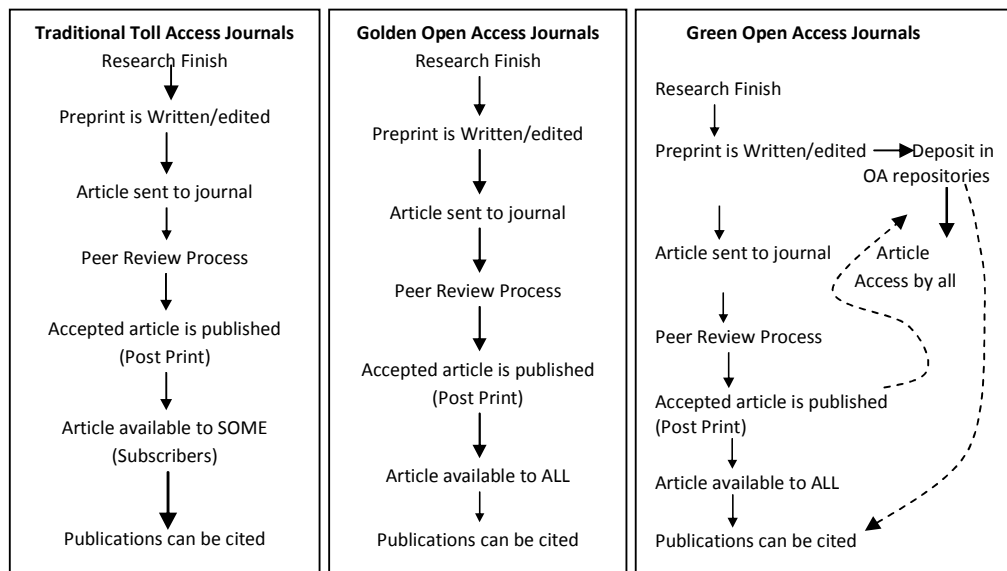 Traditional Toll Access Journals
Research Finish
Preprint is Written/edited
Article sent to journal
Peer Review Process
Accepted article is published
(Post Print)
Article available to SOME
(Subscribers)
Publications can be cited
Golden Open Access Journals
Research Finish
Preprint is Written/edited
Article sent to journal
Peer Review Process
Accepted article is published
(Post Print)
Article available to ALL
Publications can be cited
Green Open Access Journals
Research Finish
Preprint is Written/edited
Deposit in
OA repositories
Article sent to journal
Article
Access by all
Peer Review Process
Accepted article is published
(Post Print)
Article available to ALL
Publications can be cited